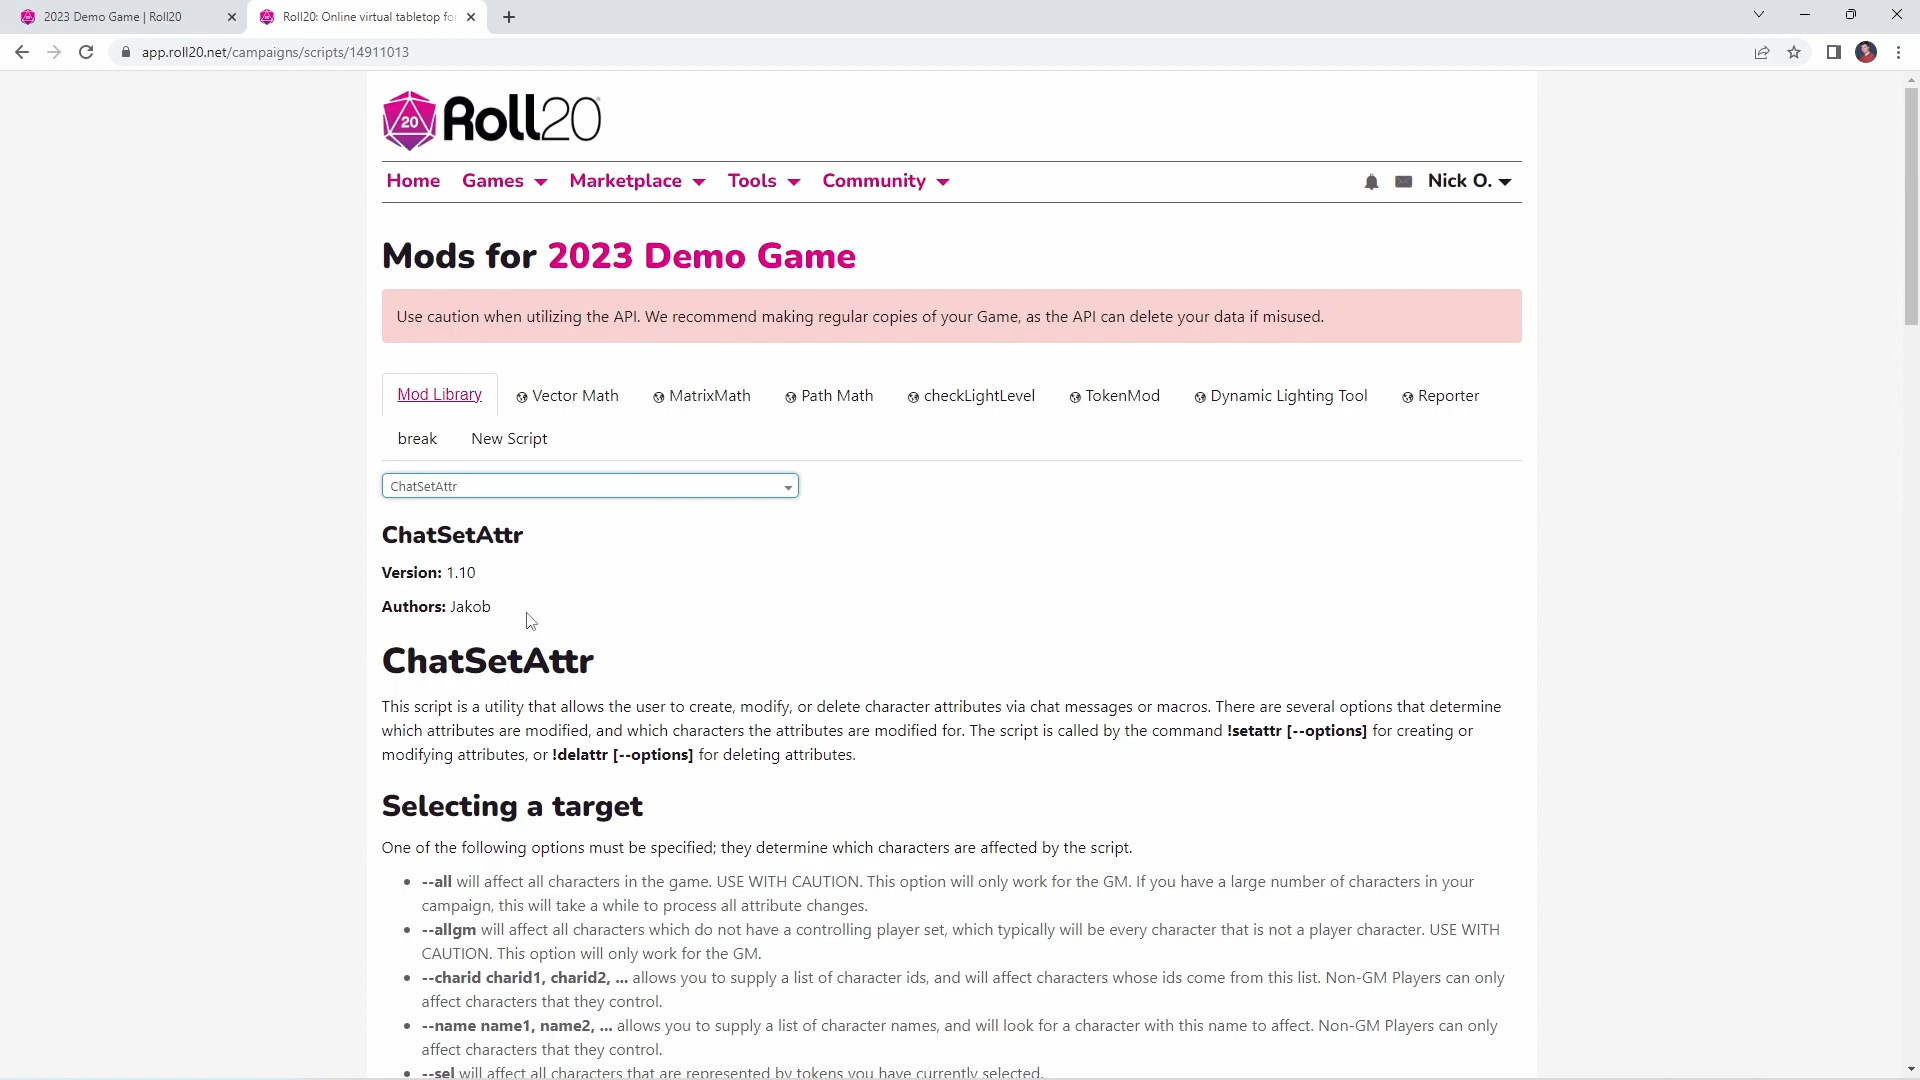 2023 Demo Game | Roll20
Roll20: Online virtual tabletop for
app.roll20.net/campaigns/scripts/14911013
20 Roll20
Home Games Marketplace Tools Community Nick O.
Mods for 2023 Demo Game
Use caution when utilizing the API. We recommend making regular copies of your Game, as the API can delete your data if misused.
Mod Library Vector Math MatrixMath Path Math checkLightLevel TokenMod Dynamic Lighting Tool Reporter
break New Script
ChatSetAttr
ChatSetAttr
Version: 1.10
Authors: Jakob
ChatSetAttr
This script is a utility that allows the user to create, modify, or delete character attributes via chat messages or macros. There are several options that determine
which attributes are modified, and which characters the attributes are modified for. The script is called by the command !setattr [--options] for creating or
modifying attributes, or !delattr [--options] for deleting attributes.
Selecting a target
One of the following options must be specified; they determine which characters are affected by the script.
• --all will affect all characters in the game. USE WITH CAUTION. This option will only work for the GM. If you have a large number of characters in your
campaign, this will take a while to process all attribute changes.
• --allgm will affect all characters which do not have a controlling player set, which typically will be every character that is not a player character. USE WITH
CAUTION. This option will only work for the GM.
• --charid charid1, charid2, ... allows you to supply a list of character ids, and will affect characters whose ids come from this list. Non-GM Players can only
affect characters that they control.
• --name name1, name2, ... allows you to supply a list of character names, and will look for a character with this name to affect. Non-GM Players can only
affect characters that they control.
• --sel will affect all characters that are represented by tokens you have currently selected.